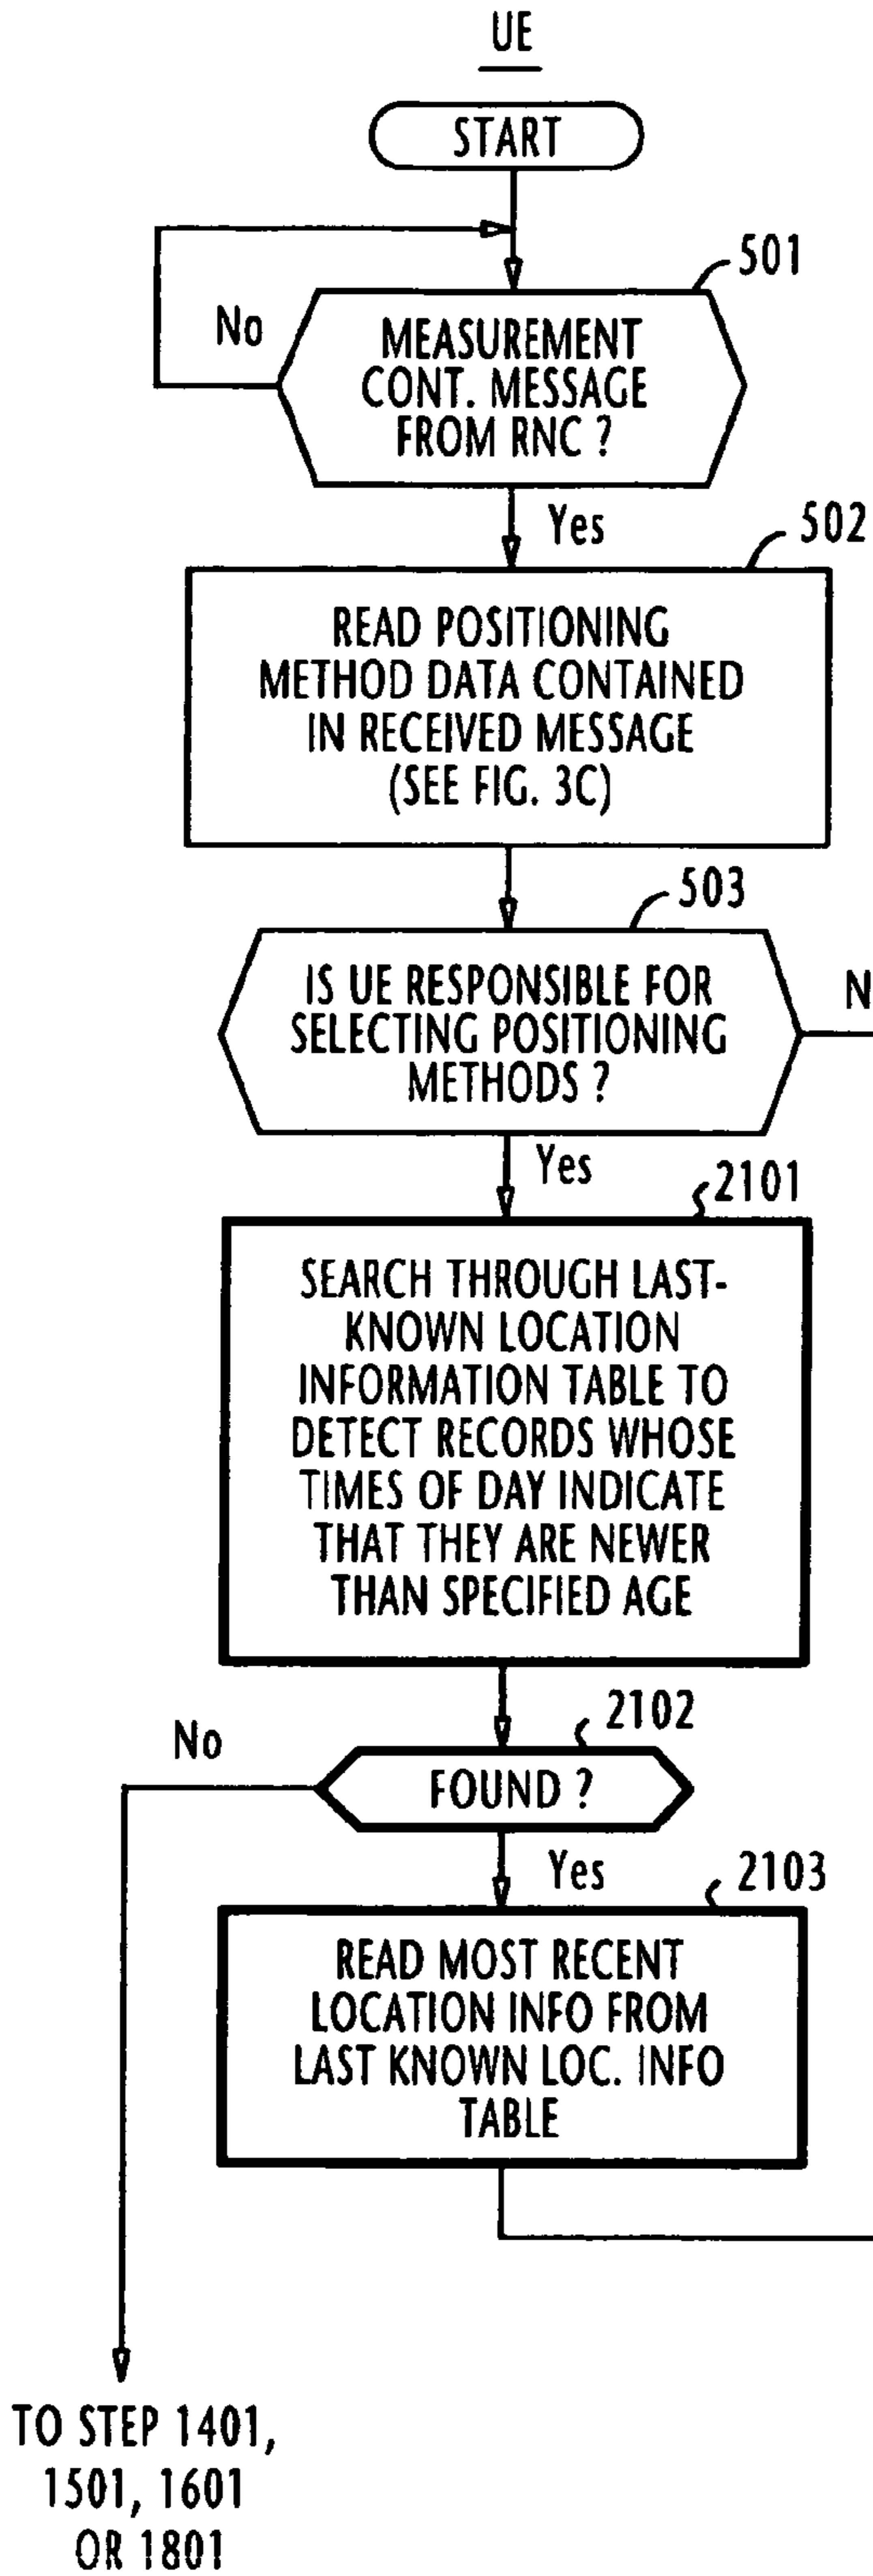 UE
START
501
No
MEASUREMENT
CONT. MESSAGE
FROM RNC ?
Yes
502
READ POSITIONING
METHOD DATA CONTAINED
IN RECEIVED MESSAGE
(SEE FIG. 3C)
503
IS UE RESPONSIBLE FOR
SELECTING POSITIONING
METHODS ?
N
Yes
2101
SEARCH THROUGH LAST-
KNOWN LOCATION
INFORMATION TABLE TO
DETECT RECORDS WHOSE
TIMES OF DAY INDICATE
THAT THEY ARE NEWER
THAN SPECIFIED AGE
2102
No
FOUND ?
Yes
2103
READ MOST RECENT
LOCATION INFO FROM
LAST KNOWN LOC. INFO
TABLE
TO STEP 1401,
1501, 1601
OR 1801